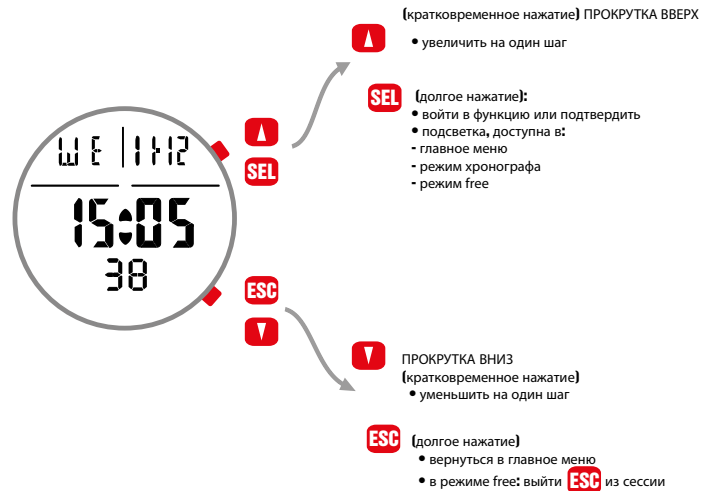 (кратковременное нажатие) ПРОКРУТКА ВВЕРХ
• увеличить на один шаг
SEL (долгое нажатие):
• войти в функцию или подтвердить
• подсветка, доступна в:
- главное меню
- режим хронографа
- режим free
WE 11-12
SEL
15:05
38
ESC
ПРОКРУТКА ВНИЗ
(кратковременное нажатие)
• уменьшить на один шаг
ESC (долгое нажатие)
• вернуться в главное меню
• в режиме free: выйти ESC из сессии